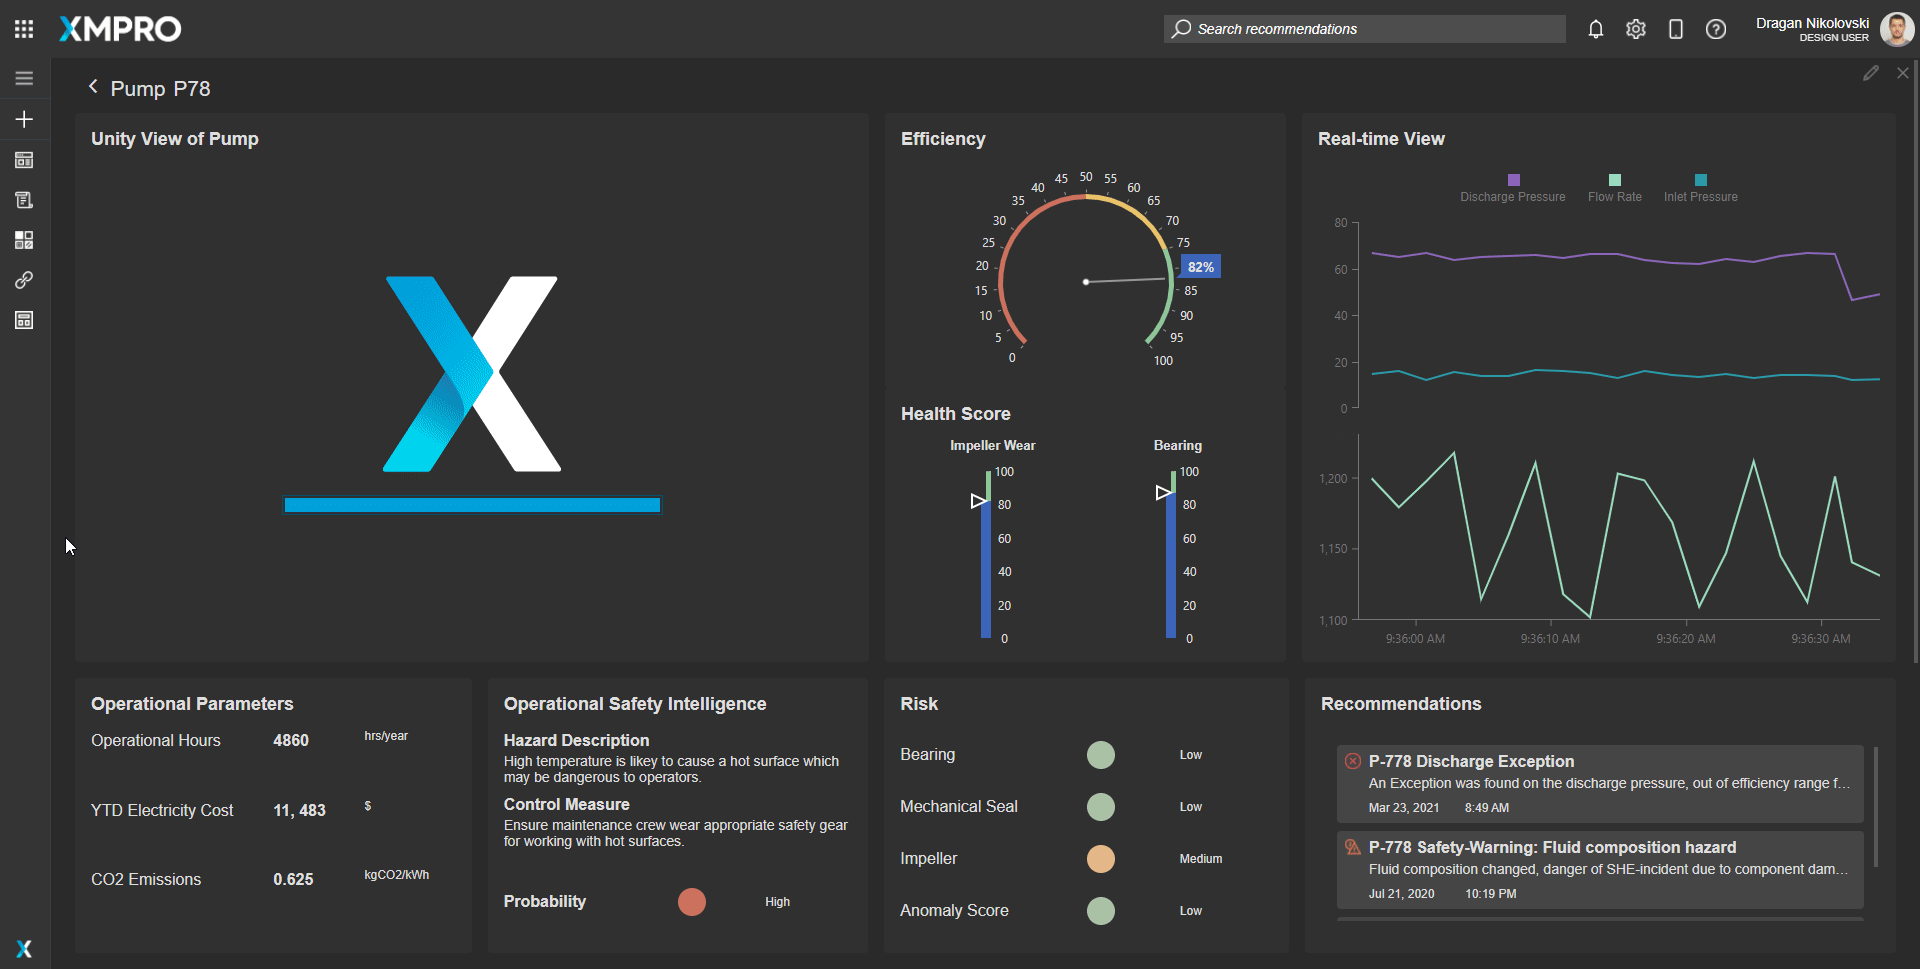 XMPRO
Search recommendations
Dragan Nikolovski
DESIGN USER
Pump P78
Unity View of Pump
Efficiency
0
5
10
15
20
25
30
35
40
45
50
55
60
65
70
75
82%
85
90
95
100
Health Score
Impeller Wear
100
80
60
40
20
0
Bearing
100
80
60
40
20
0
Real-time View
Discharge Pressure
Flow Rate
Inlet Pressure
80
60
40
20
0
1,200
1,150
1,100
9:36:00 AM
9:36:10 AM
9:36:20 AM
9:36:30 AM
Operational Parameters
Operational Hours 4860 hrs/year
YTD Electricity Cost 11, 483 $
CO2 Emissions 0.625 kgCO2/kWh
Operational Safety Intelligence
Hazard Description
High temperature is likely to cause a hot surface which
may be dangerous to operators.
Control Measure
Ensure maintenance crew wear appropriate safety gear
for working with hot surfaces.
Probability High
Risk
Bearing Low
Mechanical Seal Low
Impeller Medium
Anomaly Score Low
Recommendations
P-778 Discharge Exception
An Exception was found on the discharge pressure, out of efficiency range f...
Mar 23, 2021 8:49 AM
P-778 Safety-Warning: Fluid composition hazard
Fluid composition changed, danger of SHE-incident due to component dam...
Jul 21, 2020 10:19 PM